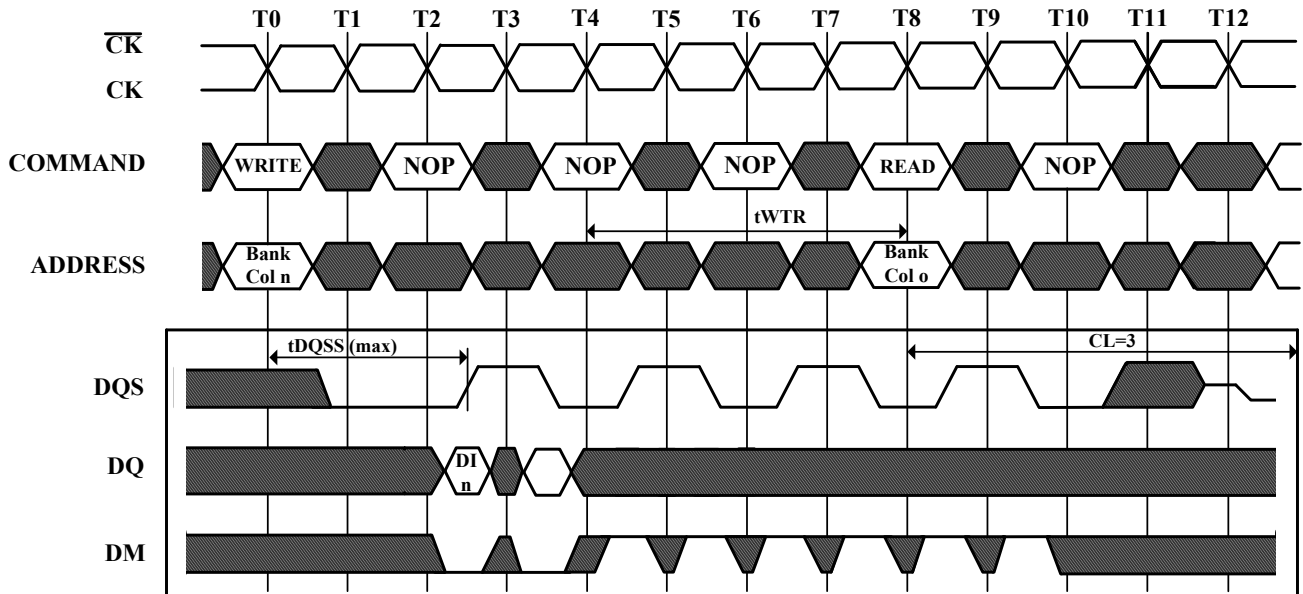 T0 T1 T2 T3 T4 T5 T6 T7 T8 T9 T10 T11 T12
CK
CK
COMMAND WRITE NOP NOP NOP READ NOP
tWTR
ADDRESS Bank Col n Bank Col o
tDQSS (max) CL=3
DQS
DQ DI n
DM